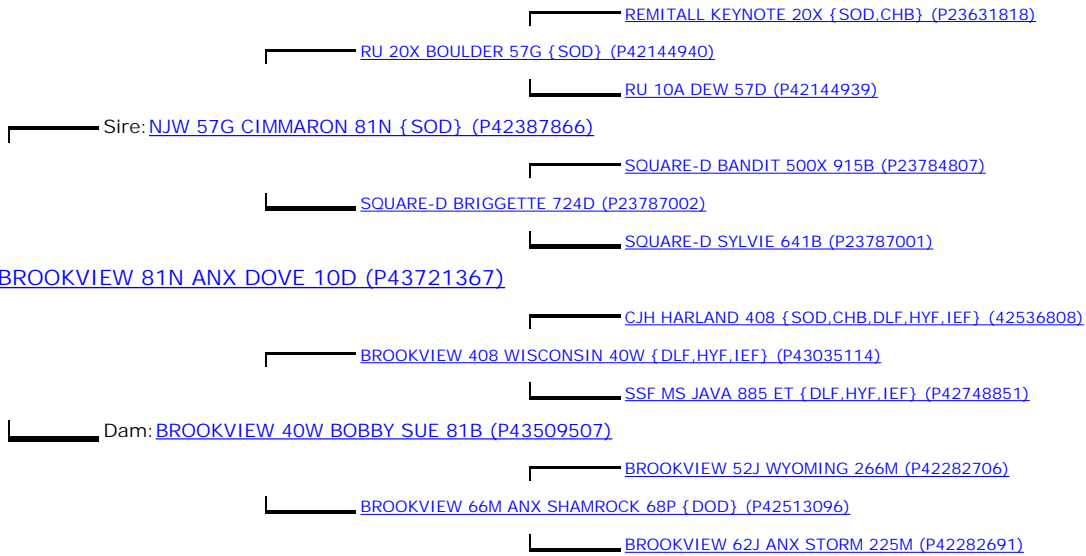 REMITALL KEYNOTE 20X {SOD,CHB} (P23631818)
RU 20X BOULDER 57G {SOD} (P42144940)
RU 10A DEW 57D (P42144939)
Sire: NJW 57G CIMMARON 81N {SOD} (P42387866)
SQUARE-D BANDIT 500X 915B (P23784807)
SQUARE-D BRIGGETTE 724D (P23787002)
SQUARE-D SYLVIE 641B (P23787001)
BROOKVIEW 81N ANX DOVE 10D (P43721367)
CJH HARLAND 408 {SOD,CHB,DLF,HYF,IEF} (42536808)
BROOKVIEW 408 WISCONSIN 40W {DLF,HYF,IEF} (P43035114)
SSF MS JAVA 885 ET {DLF,HYF,IEF} (P42748851)
Dam: BROOKVIEW 40W BOBBY SUE 81B (P43509507)
BROOKVIEW 52J WYOMING 266M (P42282706)
BROOKVIEW 66M ANX SHAMROCK 68P {DOD} (P42513096)
BROOKVIEW 62J ANX STORM 225M (P42282691)